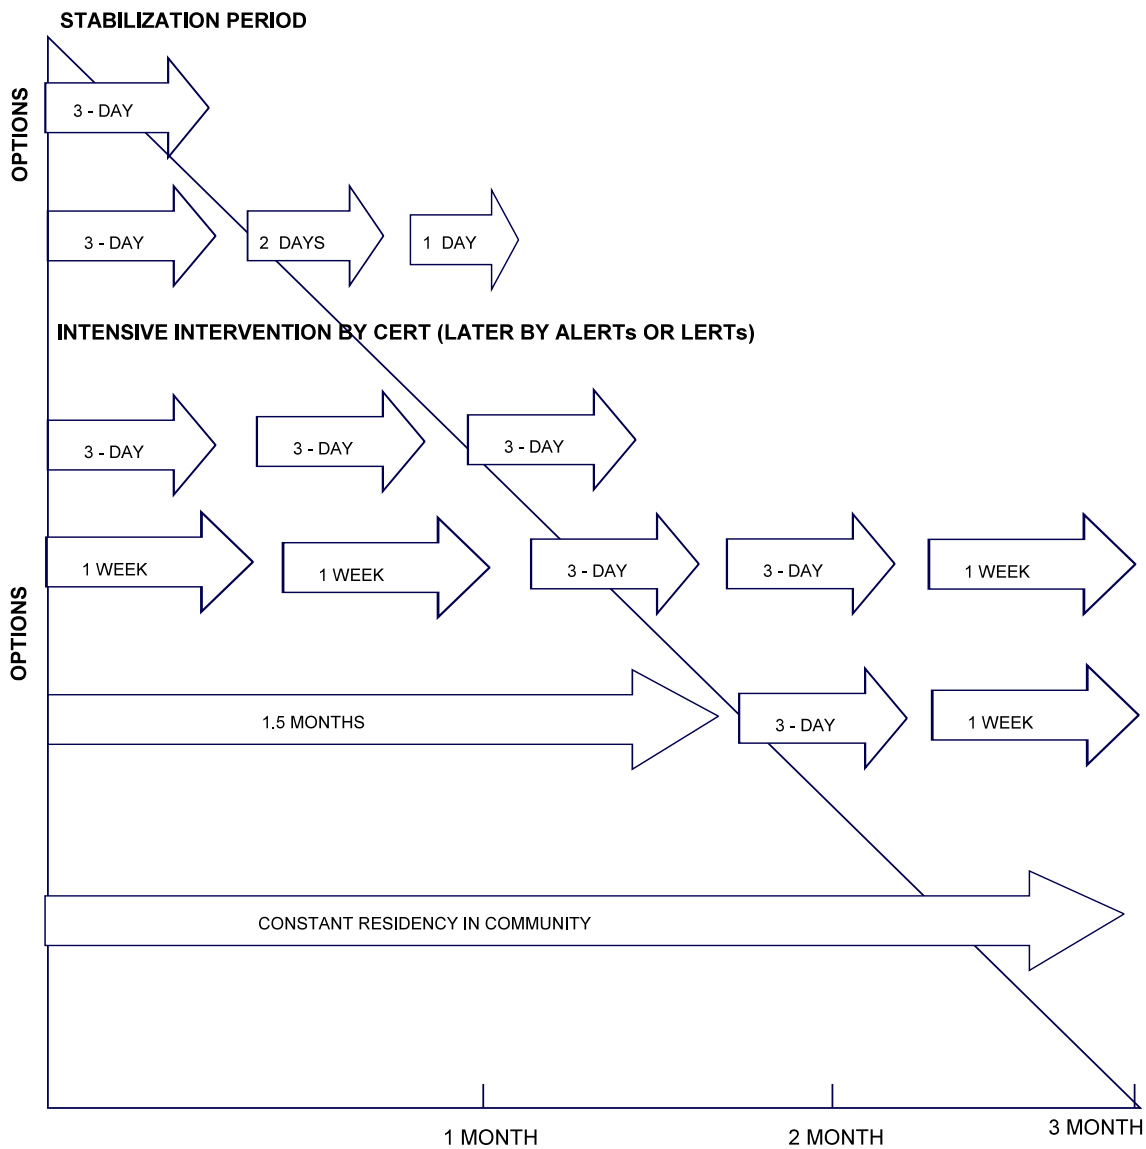 STABILIZATION PERIOD
OPTIONS
3 - DAY
3 - DAY
2 DAYS
1 DAY
INTENSIVE INTERVENTION BY CERT (LATER BY ALERTs OR LERTs)
OPTIONS
3 - DAY
3 - DAY
3 - DAY
1 WEEK
1 WEEK
3 - DAY
3 - DAY
1 WEEK
1.5 MONTHS
3 - DAY
1 WEEK
CONSTANT RESIDENCY IN COMMUNITY
1 MONTH
2 MONTH
3 MONTH